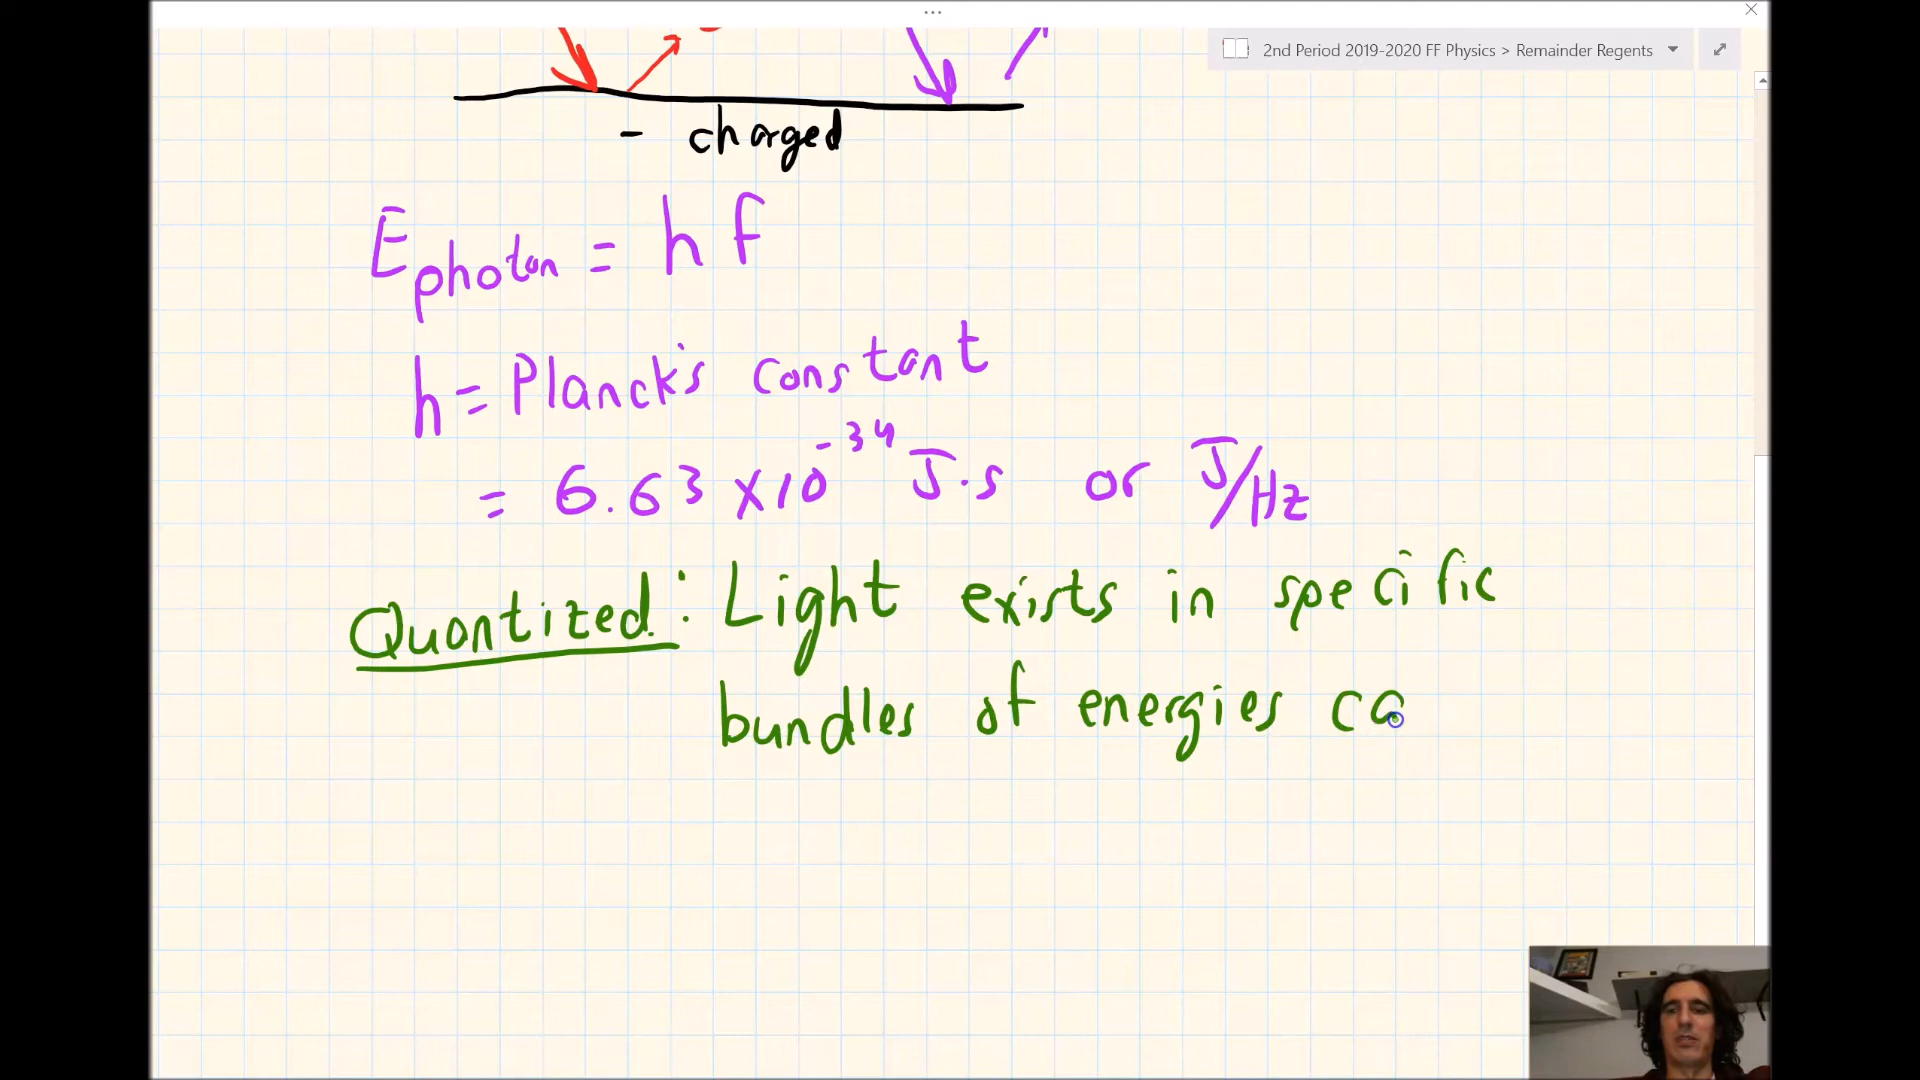 ...
2nd Period 2019-2020 FF Physics > Remainder Regents
- charged
E photon = h f
h = Planck's constant
= 6.63 x 10^-34 J·s or J/Hz
Quantized: Light exists in specific
bundles of energies ca